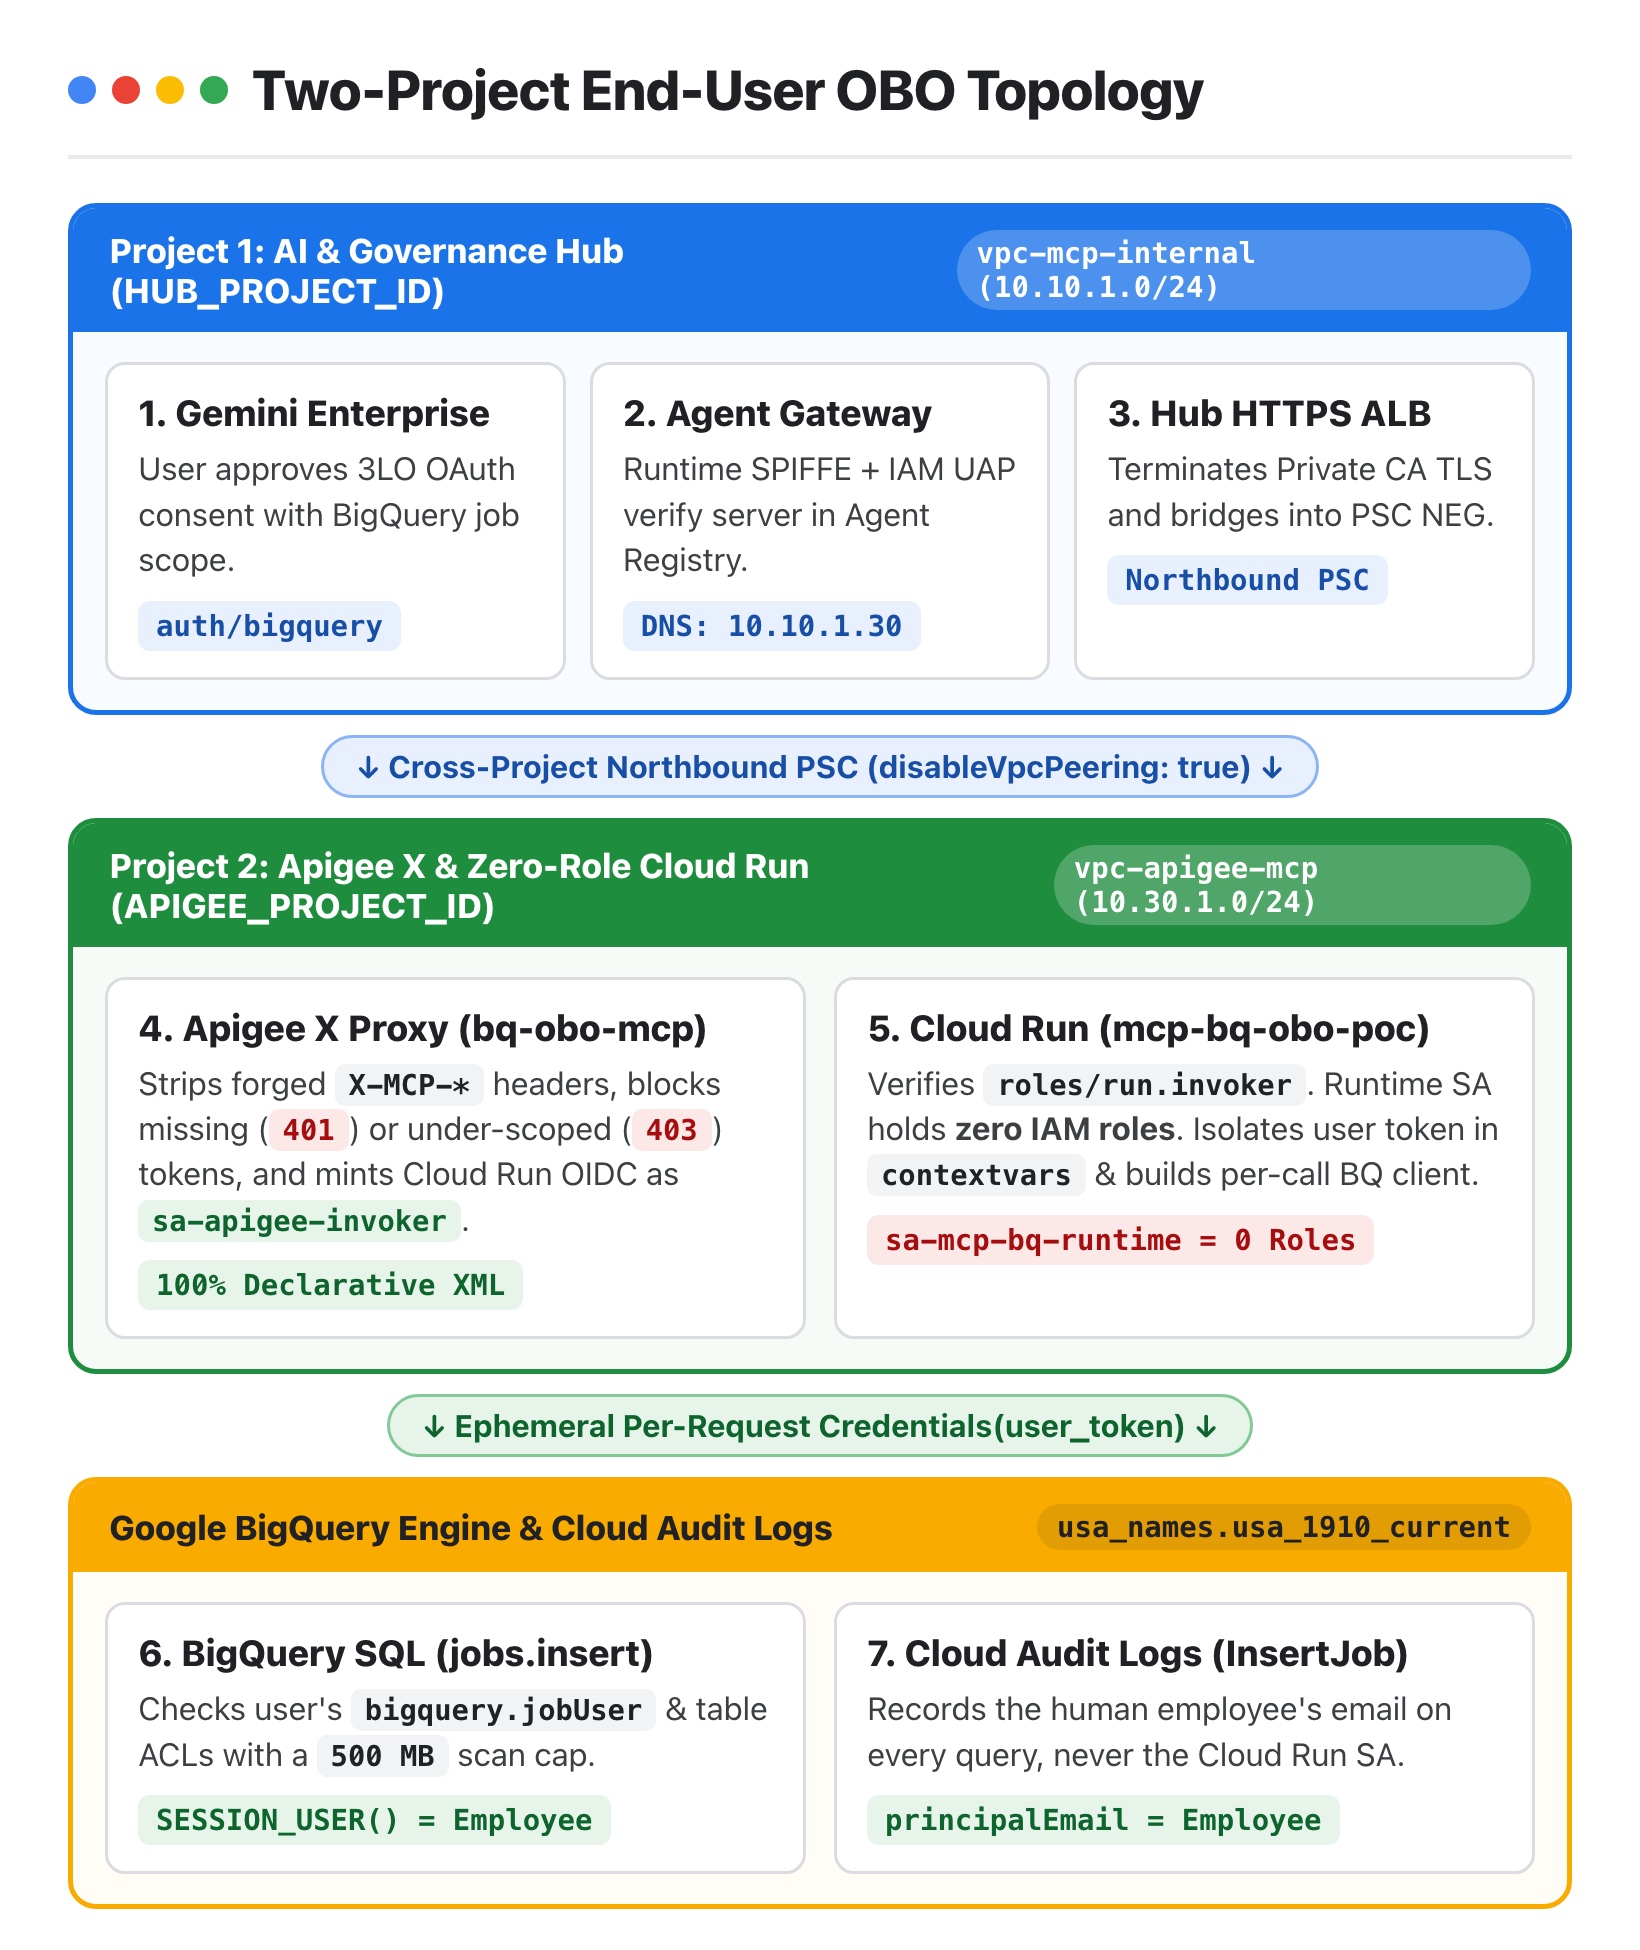 Two-Project End-User OBO Topology
Project 1: AI & Governance Hub
(HUB_PROJECT_ID)
vpc-mcp-internal
(10.10.1.0/24)
1. Gemini Enterprise
User approves 3LO OAuth
consent with BigQuery job
scope.
auth/bigquery
2. Agent Gateway
Runtime SPIFFE + IAM UAP
verify server in Agent
Registry.
DNS: 10.10.1.30
3. Hub HTTPS ALB
Terminates Private CA TLS
and bridges into PSC NEG.
Northbound PSC
↓ Cross-Project Northbound PSC (disableVpcPeering: true) ↓
Project 2: Apigee X & Zero-Role Cloud Run
(APIGEE_PROJECT_ID)
vpc-apigee-mcp
(10.30.1.0/24)
4. Apigee X Proxy (bq-obo-mcp)
Strips forged X-MCP-* headers, blocks
missing (401) or under-scoped (403)
tokens, and mints Cloud Run OIDC as
sa-apigee-invoker.
100% Declarative XML
5. Cloud Run (mcp-bq-obo-poc)
Verifies roles/run.invoker. Runtime SA
holds zero IAM roles. Isolates user token in
contextvars & builds per-call BQ client.
sa-mcp-bq-runtime = 0 Roles
↓ Ephemeral Per-Request Credentials(user_token) ↓
Google BigQuery Engine & Cloud Audit Logs
usa_names.usa_1910_current
6. BigQuery SQL (jobs.insert)
Checks user's bigquery.jobUser & table
ACLs with a 500 MB scan cap.
SESSION_USER() = Employee
7. Cloud Audit Logs (InsertJob)
Records the human employee's email on
every query, never the Cloud Run SA.
principalEmail = Employee